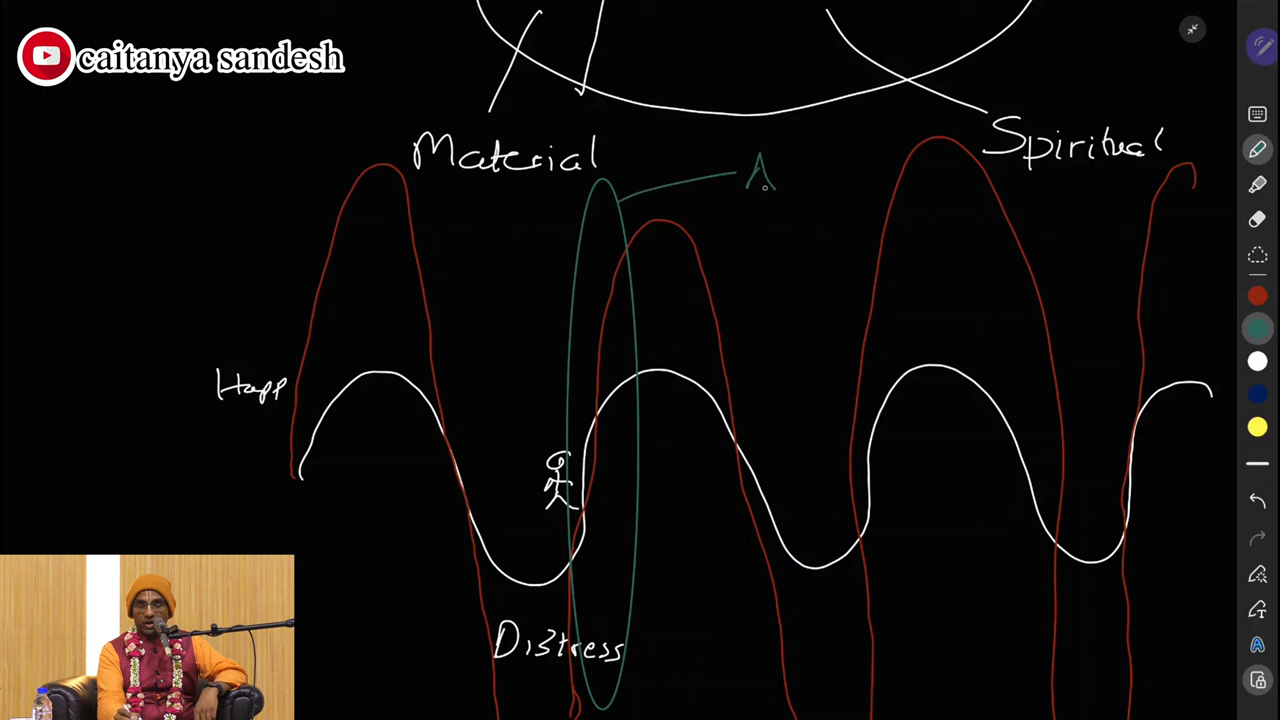 caitanya sandesh
Material
Spiritual
A
Happ
Distress